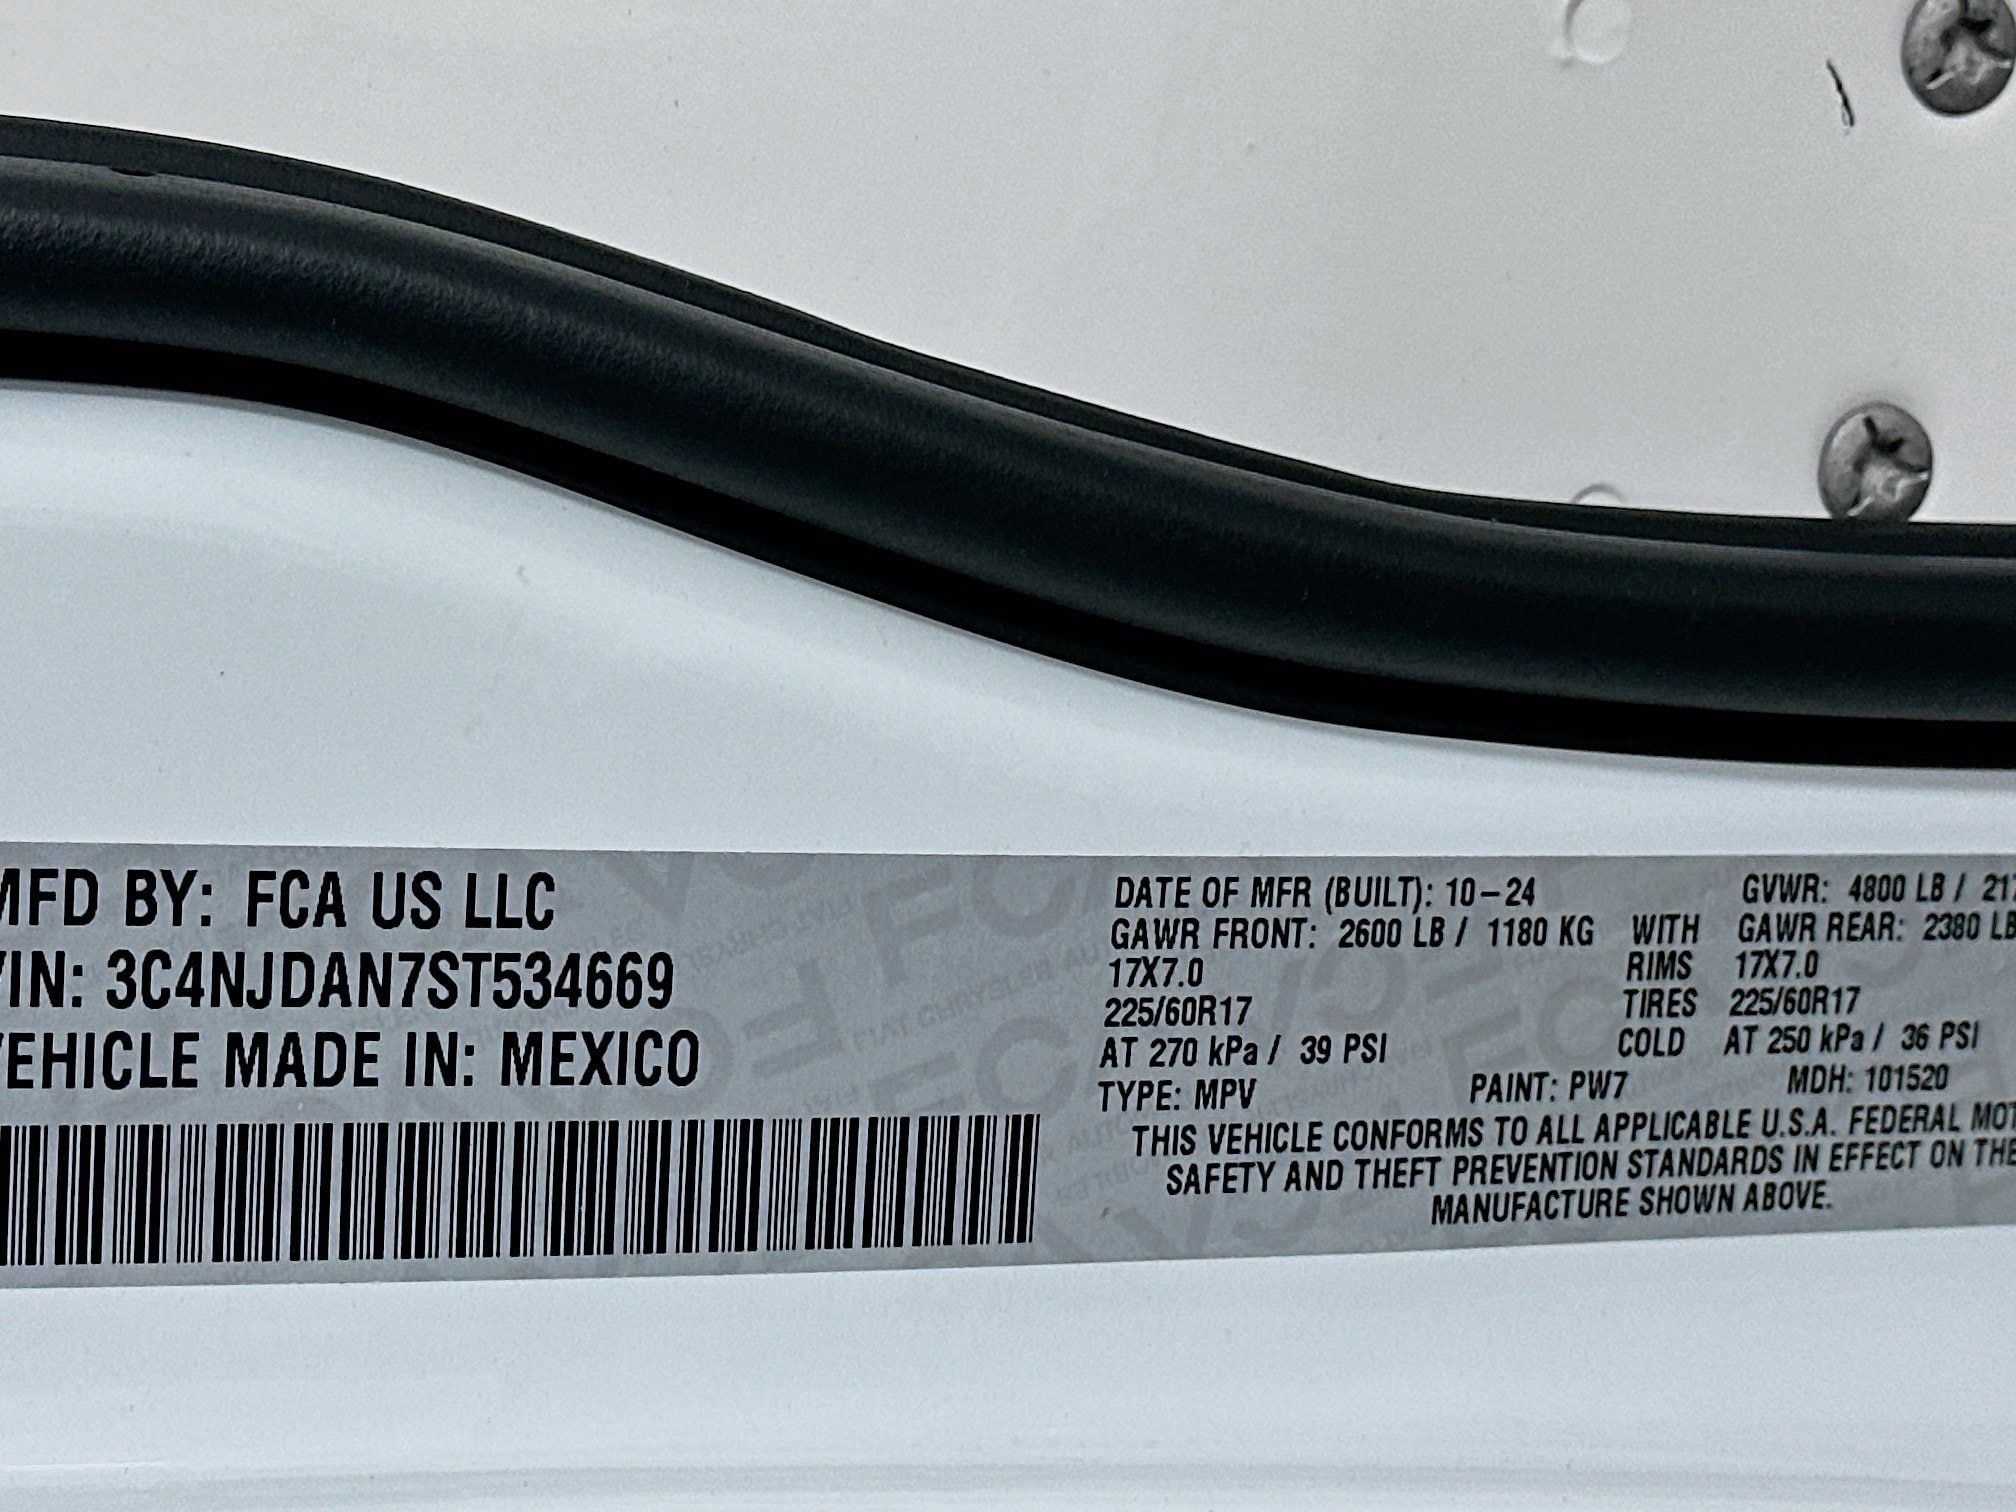 MFD BY: FCA US LLC
VIN: 3C4NJDAN7ST534669
VEHICLE MADE IN: MEXICO
DATE OF MFR (BUILT): 10-24 GVWR: 4800 LB /
GAWR FRONT: 2600 LB / 1180 KG WITH GAWR REAR: 2380 LB
17X7.0 RIMS 17X7.0
225/60R17 TIRES 225/60R17
AT 270 kPa / 39 PSI COLD AT 250 kPa / 36 PSI
TYPE: MPV PAINT: PW7 MDH: 101520
THIS VEHICLE CONFORMS TO ALL APPLICABLE U.S.A. FEDERAL
SAFETY AND THEFT PREVENTION STANDARDS IN EFFECT ON THE
MANUFACTURE SHOWN ABOVE.